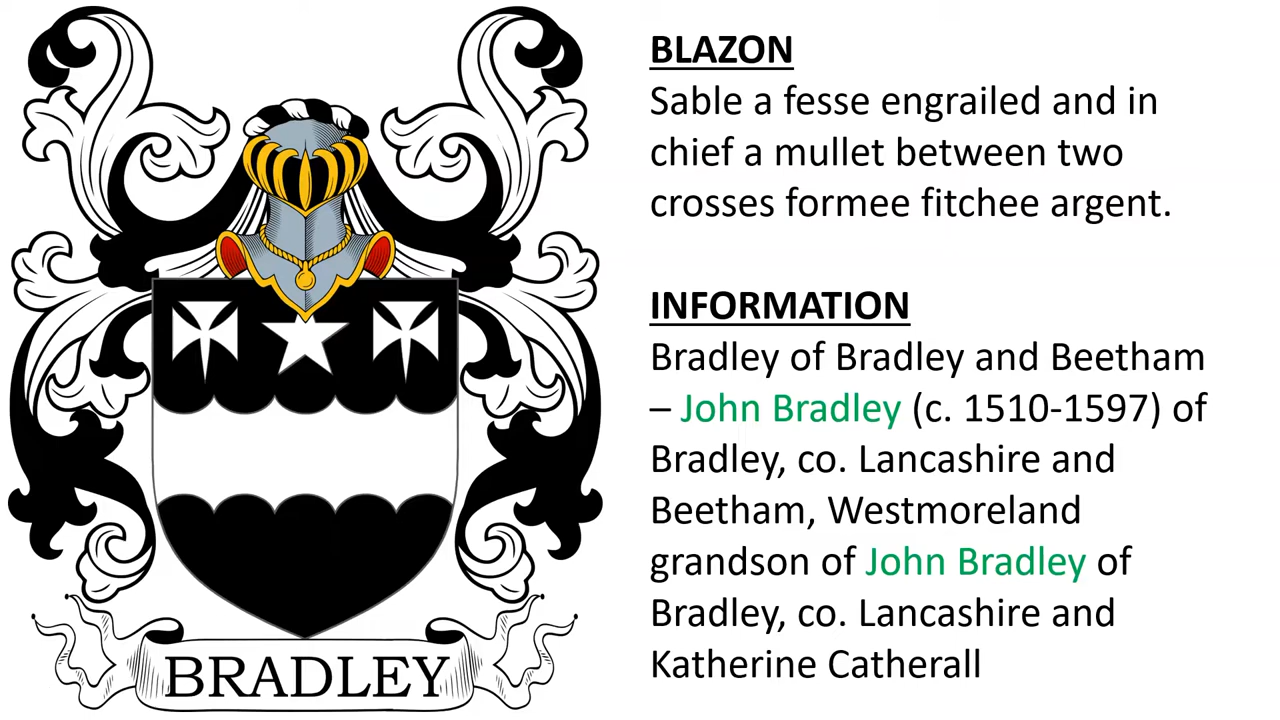 BLAZON
Sable a fesse engrailed and in
chief a mullet between two
crosses formee fitchee argent.
INFORMATION
Bradley of Bradley and Beetham
– John Bradley (c. 1510-1597) of
Bradley, co. Lancashire and
Beetham, Westmoreland
grandson of John Bradley of
Bradley, co. Lancashire and
Katherine Catherall
BRADLEY